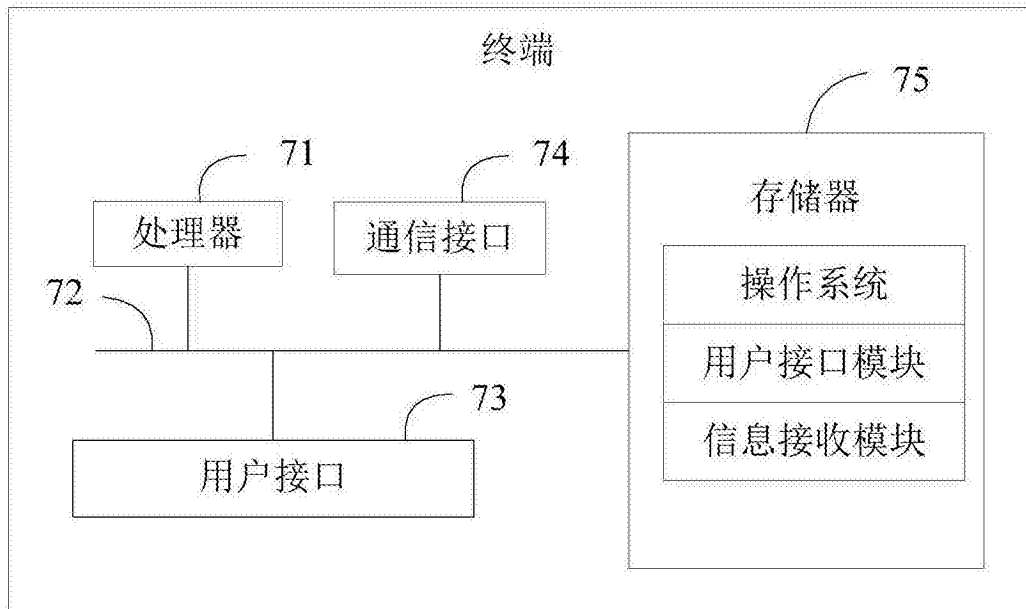 终端
75
71
74
存储器
处理器
通信接口
操作系统
72
用户接口模块
73
信息接收模块
用户接口